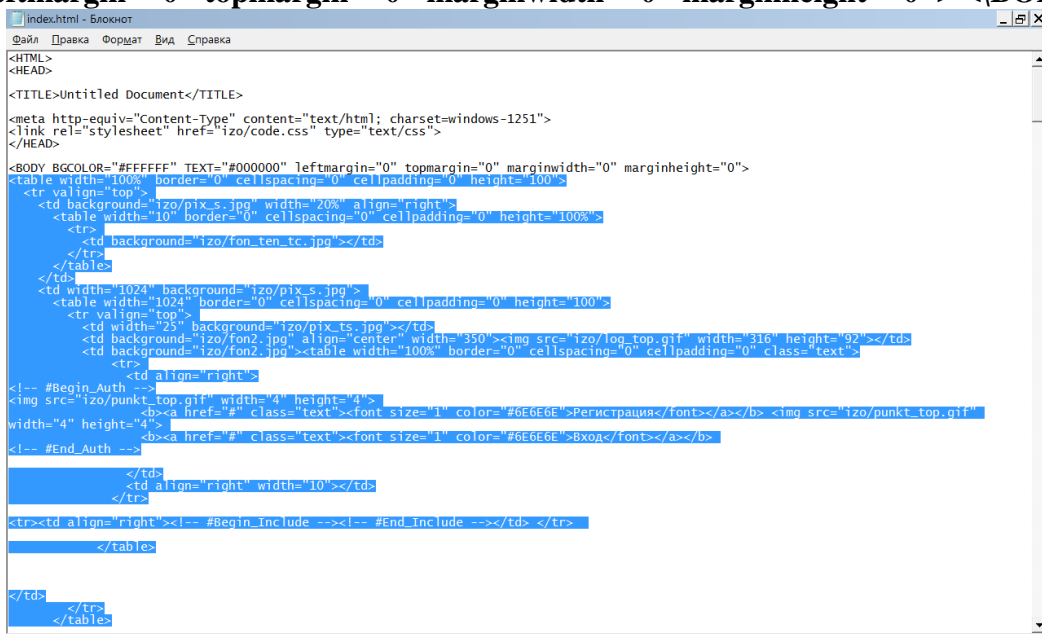 leftmargin="0" topmargin="0" marginwidth="0" marginheight="0">
index.html - Блокнот
Файл Правка Формат Вид Справка
<HTML>
<HEAD>
<TITLE>Untitled Document</TITLE>
<meta http-equiv="Content-Type" content="text/html; charset=windows-1251">
<link rel="stylesheet" href="izo/code.css" type="text/css">
</HEAD>
<BODY BGCOLOR="#FFFFFF" TEXT="#000000" leftmargin="0" topmargin="0" marginwidth="0" marginheight="0">
<table width="100%" border="0" cellspacing="0" cellpadding="0" height="100">
<tr valign="top">
<td background="izo/pix_s.jpg" width="20%" align="right">
<table width="10" border="0" cellspacing="0" cellpadding="0" height="100%">
<tr>
<td background="izo/fon_ten_tc.jpg"></td>
</tr>
</table>
</td>
<td width="1024" background="izo/pix_s.jpg">
<table width="1024" border="0" cellspacing="0" cellpadding="0" height="100">
<tr valign="top">
<td width="25" background="izo/pix_ts.jpg"></td>
<td background="izo/fon2.jpg" align="center" width="350"><img src="izo/log_top.gif" width="316" height="92"></td>
<td background="izo/fon2.jpg"><table width="100%" border="0" cellspacing="0" cellpadding="0" class="text">
<tr>
<td align="right">
<!-- #Begin_Auth -->
<img src="izo/punkt_top.gif" width="4" height="4">
<b><a href="#" class="text"><font size="1" color="#6E6E6E">Регистрация</font></a></b> <img src="izo/punkt_top.gif"
width="4" height="4">
<b><a href="#" class="text"><font size="1" color="#6E6E6E">Вход</font></a></b>
<!-- #End_Auth -->
</td>
<td align="right" width="10"></td>
</tr>
<tr><td align="right"><!-- #Begin_Include --><!-- #End_Include --></td> </tr>
</table>
</td>
</tr>
</table>